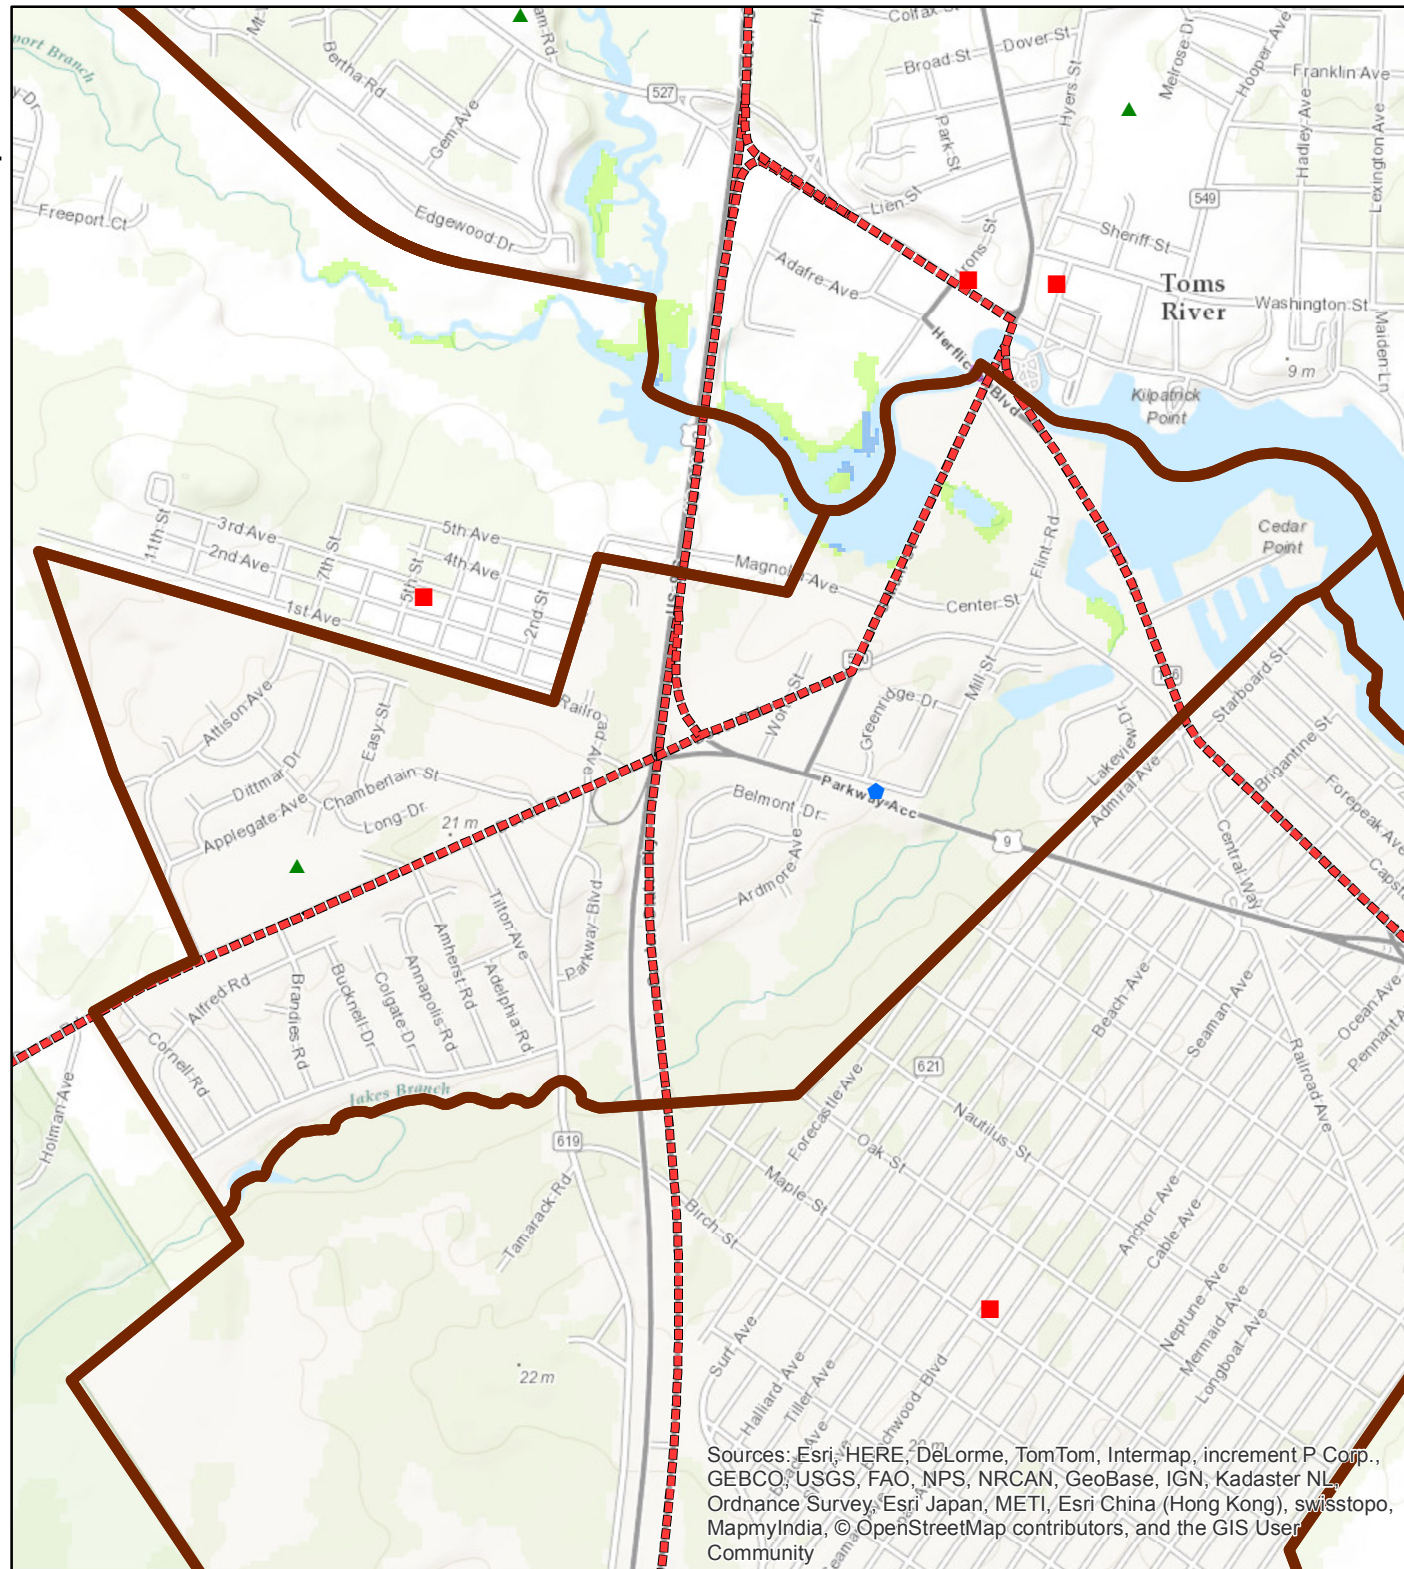 Colfax St
Dover St
Broad St
Melrose Dr
Hooper Ave
Franklin Ave
Bertha Rd
527
Hyers St
Park St
Hadley Ave
Lexington Ave
Gem Ave
549
Lien St
Freeport Ct
Edgewood Dr
Irons St
Sheriff St
Adafre Ave
Toms
River
Washington St
Maiden Ln
9 m
Kilpatrick
Point
Blvd
11th St
3rd Ave
5th Ave
Cedar
Point
2nd Ave
7th St
4th Ave
Magnolia Ave
Flint Rd
5th St
1st Ave
2nd St
Center St
Mill St
Starboard St
Attison Ave
Easy St
Railroad Ave
Greenridge Dr
Lakeview Dr
Brigantine St
Dittmar Dr
Chamberlain St
Belmont Dr
Parkway Acc
Admiral Ave
Forepeak Ave
Applegate Ave
Long Dr
21 m
9
Central Way
Ardmore Ave
Tilton Ave
Parkway Blvd
Amherst Rd
Alfred Rd
Brandies Rd
Bucknell Dr
Colgate Dr
Annapolis Rd
Adelphia Rd
Beach Ave
Seaman Ave
Ocean Ave
Pennant A
Cornell Rd
Jakes Branch
621
Railroad Ave
Holman Ave
Forecastle Ave
Nautilus St
619
Oak St
Maple St
Tamarack Rd
Birch St
Anchor Ave
Cable Ave
Neptune Ave
Mermaid Ave
Longboat Ave
Surf Ave
22 m
Halliard Ave
Tiller Ave
Sources: Esri, HERE, DeLorme, TomTom, Intermap, increment P Corp.,
GEBCO, USGS, FAO, NPS, NRCAN, GeoBase, IGN, Kadaster NL,
Ordnance Survey, Esri Japan, METI, Esri China (Hong Kong), swisstopo,
MapmyIndia, © OpenStreetMap contributors, and the GIS User
Community